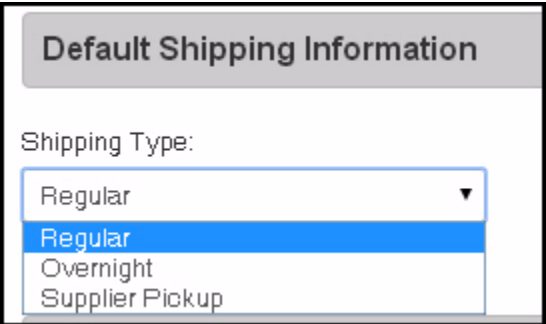 Default Shipping Information
Shipping Type:
Regular
Regular
Overnight
Supplier Pickup